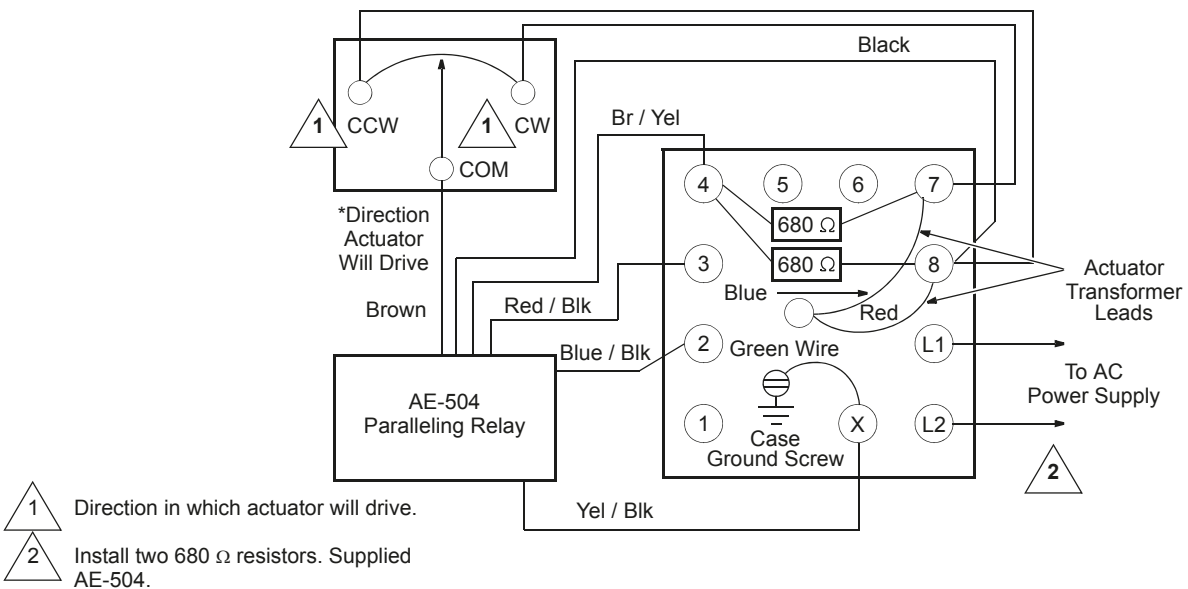 Black
Br / Yel
1
CCW
1
CW
COM
4
5
6
7
*Direction
Actuator
Will Drive
680 Ω
680 Ω
3
8
Actuator
Transformer
Leads
Blue
Red
Brown
Red / Blk
Blue / Blk
2
Green Wire
L1
To AC
Power Supply
AE-504
Paralleling Relay
1
Case
Ground Screw
X
L2
2
Yel / Blk
1
Direction in which actuator will drive.
2
Install two 680 Ω resistors. Supplied
AE-504.